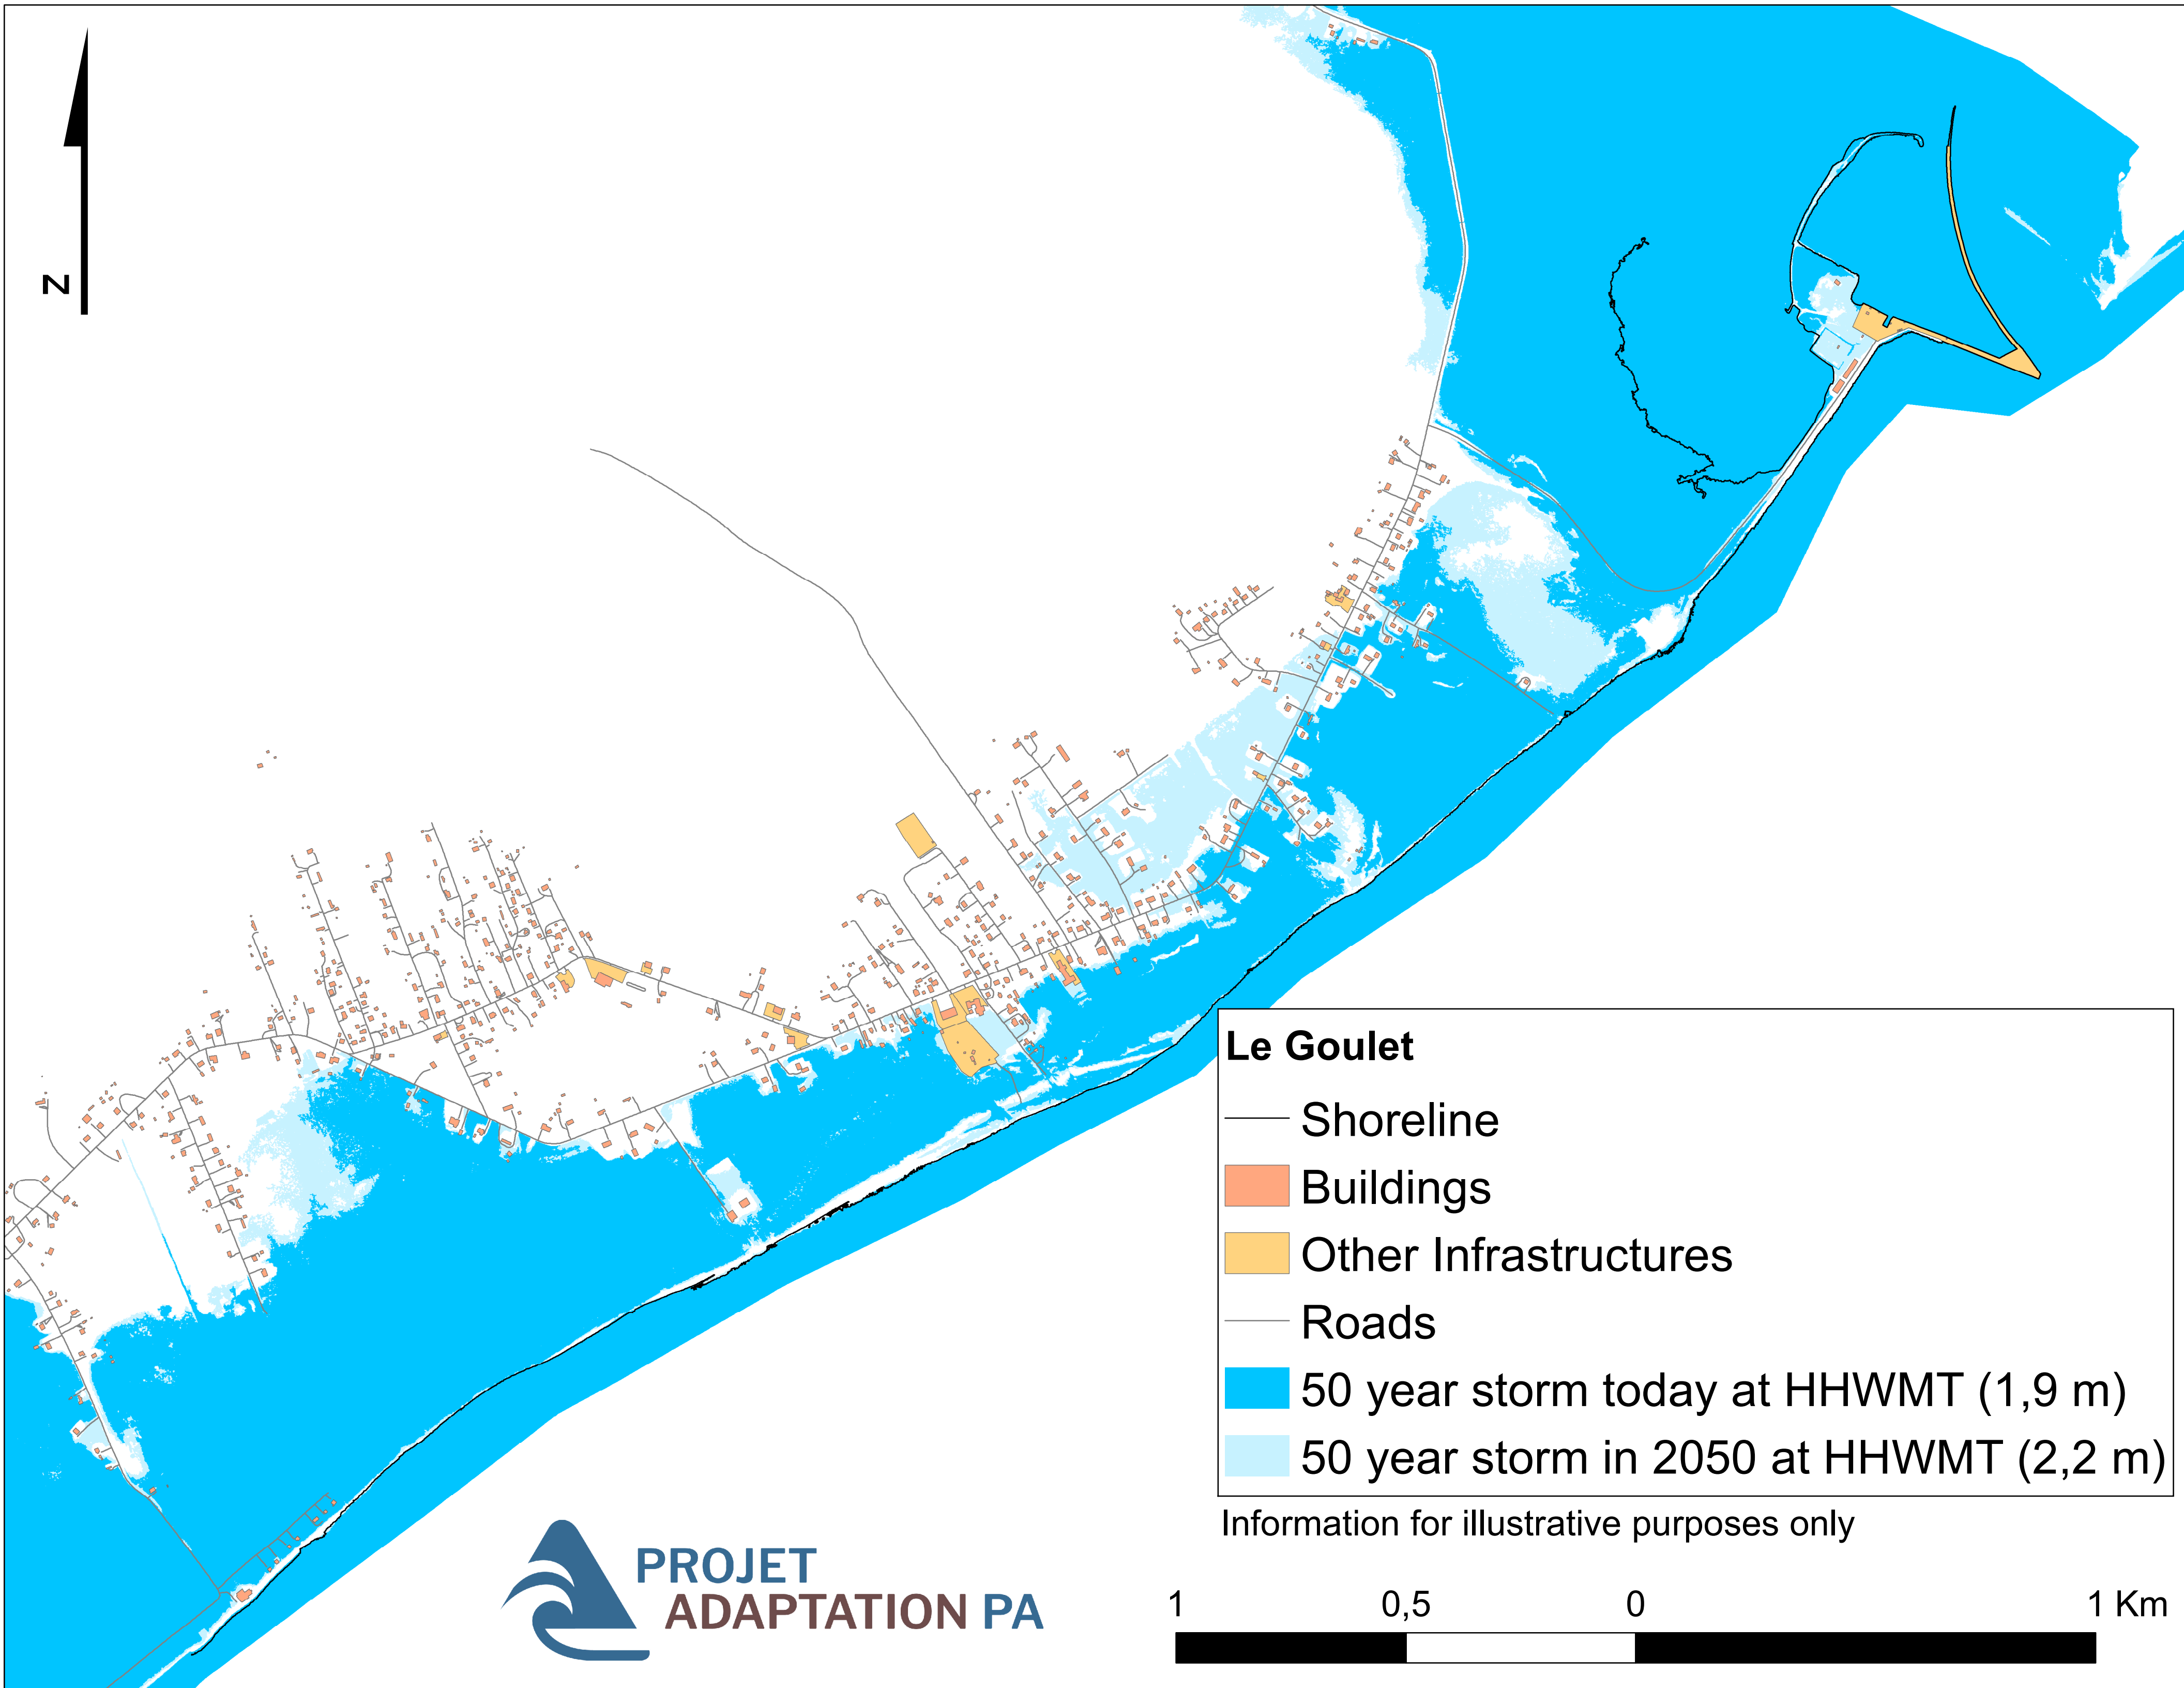 N
Le Goulet
Shoreline
Buildings
Other Infrastructures
Roads
50 year storm today at HHWMT (1,9 m)
50 year storm in 2050 at HHWMT (2,2 m)
Information for illustrative purposes only
PROJET
ADAPTATION PA
1 0,5 0 1 Km